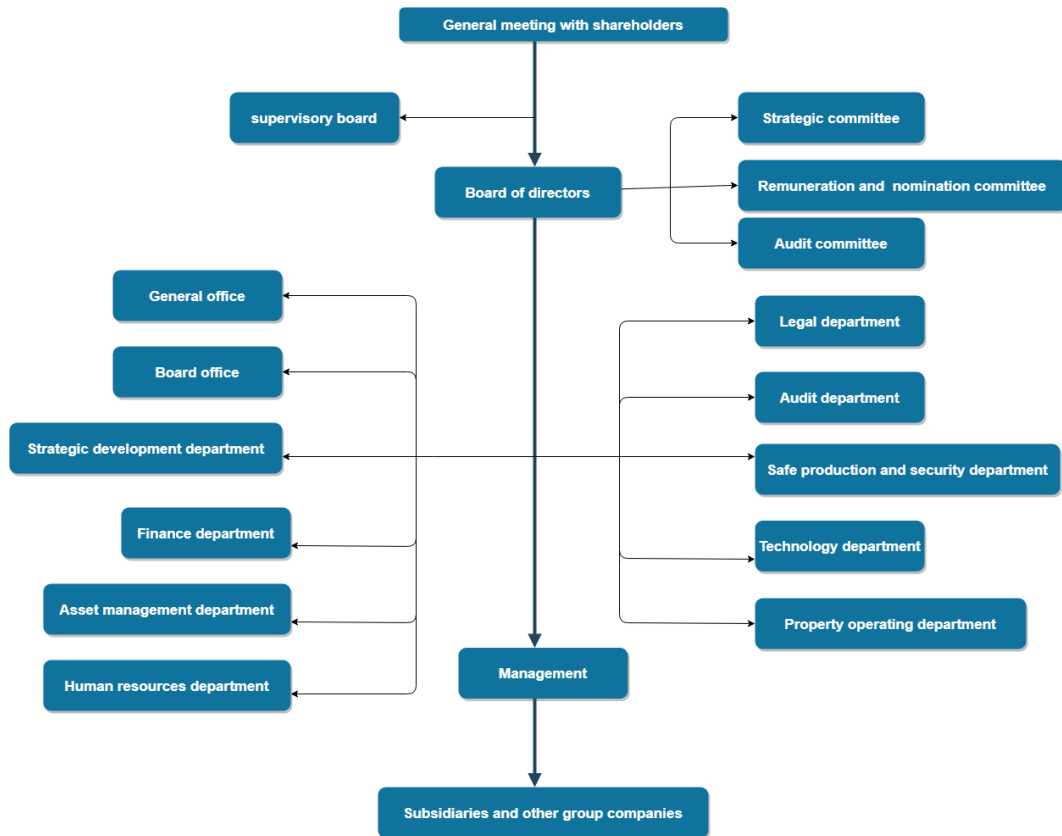 General meeting with shareholders
supervisory board
Strategic committee
Board of directors
Remuneration and nomination committee
Audit committee
General office
Legal department
Board office
Audit department
Strategic development department
Safe production and security department
Finance department
Technology department
Asset management department
Property operating department
Human resources department
Management
Subsidiaries and other group companies